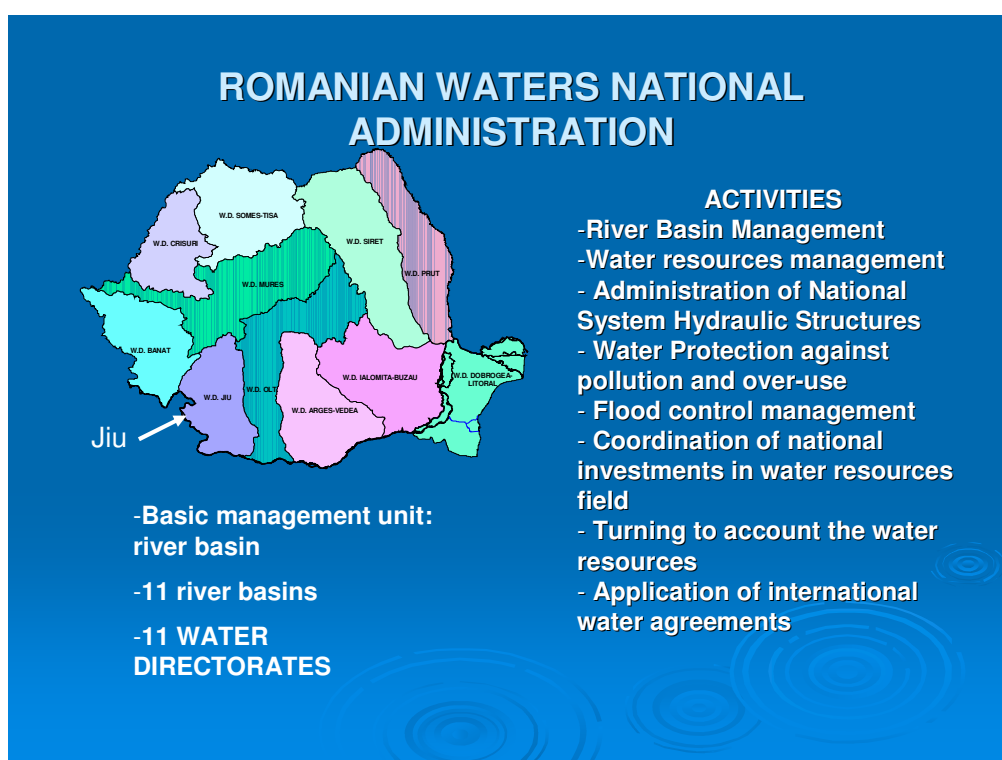 ROMANIAN WATERS NATIONAL
ADMINISTRATION
W.D. SOMES-TISA
W.D. CRISURI
W.D. SIRET
W.D. PRUT
W.D. MURES
W.D. BANAT
W.D. JIU
W.D. OLT
W.D. ARGES-VEDEA
W.D. IALOMITA-BUZAU
W.D. DOBROGEA-
LITORAL
Jiu
-Basic management unit:
river basin
-11 river basins
-11 WATER
DIRECTORATES
ACTIVITIES
-River Basin Management
-Water resources management
- Administration of National
System Hydraulic Structures
- Water Protection against
pollution and over-use
- Flood control management
- Coordination of national
investments in water resources
field
- Turning to account the water
resources
- Application of international
water agreements